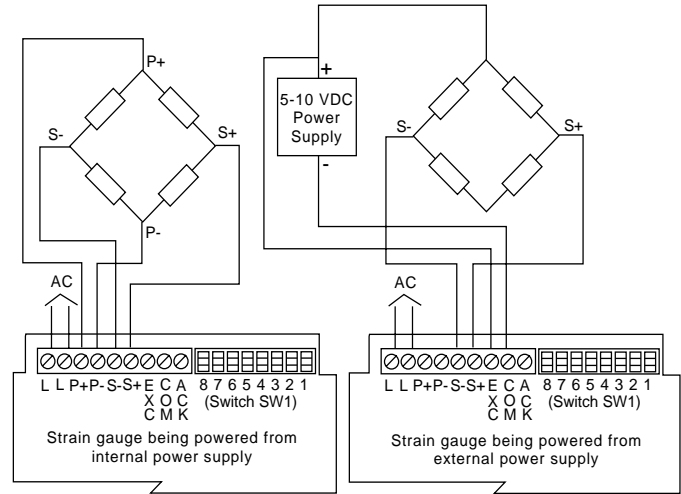 P+
S-
S+
P-
AC
L L P+P- S- S+ E C A
X O C
C M K
8 7 6 5 4 3 2 1
(Switch SW1)
Strain gauge being powered from
internal power supply
+
5-10 VDC
Power
Supply
-
S-
S+
AC
L L P+P- S- S+ E C A
X O C
C M K
8 7 6 5 4 3 2 1
(Switch SW1)
Strain gauge being powered from
external power supply